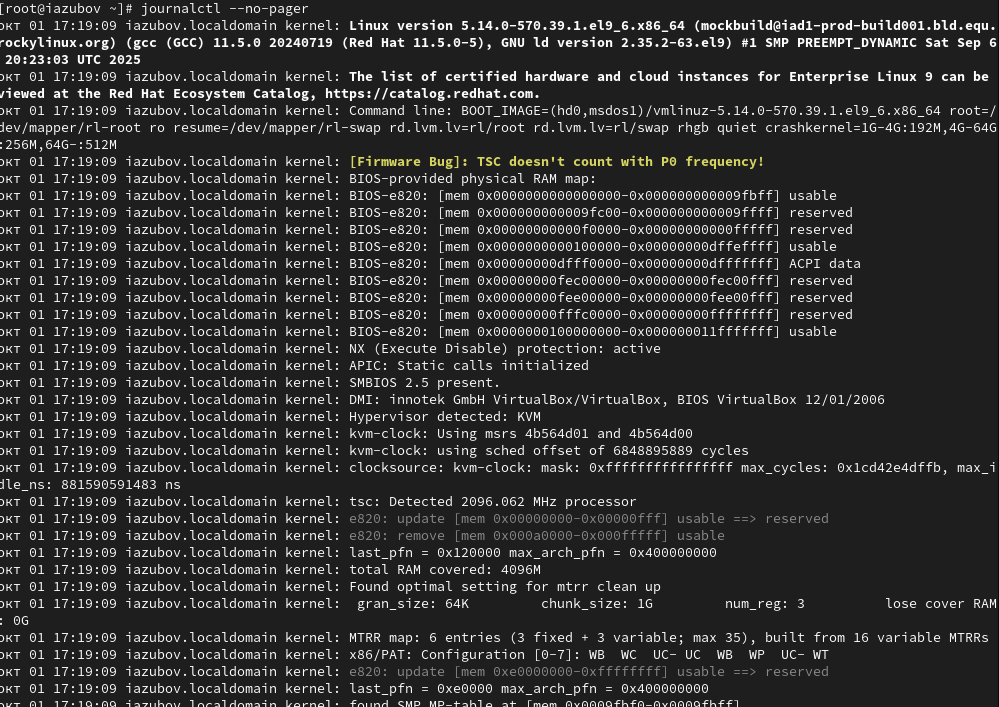 [root@iazubov ~]# journalctl --no-pager
окт 01 17:19:09 iazubov.localdomain kernel: Linux version 5.14.0-570.39.1.el9_6.x86_64 (mockbuild@iad1-prod-build001.bld.equ.
rockylinux.org) (gcc (GCC) 11.5.0 20240719 (Red Hat 11.5.0-5), GNU ld version 2.35.2-63.el9) #1 SMP PREEMPT_DYNAMIC Sat Sep 6
20:23:03 UTC 2025
окт 01 17:19:09 iazubov.localdomain kernel: The list of certified hardware and cloud instances for Enterprise Linux 9 can be
viewed at the Red Hat Ecosystem Catalog, https://catalog.redhat.com.
окт 01 17:19:09 iazubov.localdomain kernel: Command line: BOOT_IMAGE=(hd0,msdos1)/vmlinuz-5.14.0-570.39.1.el9_6.x86_64 root=/
dev/mapper/rl-root ro resume=/dev/mapper/rl-swap rd.lvm.lv=rl/root rd.lvm.lv=rl/swap rhgb quiet crashkernel=1G-4G:192M,4G-64G
:256M,64G-:512M
окт 01 17:19:09 iazubov.localdomain kernel: [Firmware Bug]: TSC doesn't count with P0 frequency!
окт 01 17:19:09 iazubov.localdomain kernel: BIOS-provided physical RAM map:
окт 01 17:19:09 iazubov.localdomain kernel: BIOS-e820: [mem 0x0000000000000000-0x000000000009fbff] usable
окт 01 17:19:09 iazubov.localdomain kernel: BIOS-e820: [mem 0x000000000009fc00-0x000000000009ffff] reserved
окт 01 17:19:09 iazubov.localdomain kernel: BIOS-e820: [mem 0x00000000000f0000-0x00000000000fffff] reserved
окт 01 17:19:09 iazubov.localdomain kernel: BIOS-e820: [mem 0x0000000000100000-0x00000000dffeffff] usable
окт 01 17:19:09 iazubov.localdomain kernel: BIOS-e820: [mem 0x00000000dfff0000-0x00000000dfffffff] ACPI data
окт 01 17:19:09 iazubov.localdomain kernel: BIOS-e820: [mem 0x00000000fec00000-0x00000000fec00fff] reserved
окт 01 17:19:09 iazubov.localdomain kernel: BIOS-e820: [mem 0x00000000fee00000-0x00000000fee00fff] reserved
окт 01 17:19:09 iazubov.localdomain kernel: BIOS-e820: [mem 0x00000000fffc0000-0x00000000ffffffff] reserved
окт 01 17:19:09 iazubov.localdomain kernel: BIOS-e820: [mem 0x0000000100000000-0x000000011fffffff] usable
окт 01 17:19:09 iazubov.localdomain kernel: NX (Execute Disable) protection: active
окт 01 17:19:09 iazubov.localdomain kernel: APIC: Static calls initialized
окт 01 17:19:09 iazubov.localdomain kernel: SMBIOS 2.5 present.
окт 01 17:19:09 iazubov.localdomain kernel: DMI: innotek GmbH VirtualBox/VirtualBox, BIOS VirtualBox 12/01/2006
окт 01 17:19:09 iazubov.localdomain kernel: Hypervisor detected: KVM
окт 01 17:19:09 iazubov.localdomain kernel: kvm-clock: Using msrs 4b564d01 and 4b564d00
окт 01 17:19:09 iazubov.localdomain kernel: kvm-clock: using sched offset of 6848895889 cycles
окт 01 17:19:09 iazubov.localdomain kernel: clocksource: kvm-clock: mask: 0xffffffffffffffff max_cycles: 0x1cd42e4dffb, max_i
dle_ns: 881590591483 ns
окт 01 17:19:09 iazubov.localdomain kernel: tsc: Detected 2096.062 MHz processor
окт 01 17:19:09 iazubov.localdomain kernel: e820: update [mem 0x00000000-0x00000fff] usable ==> reserved
окт 01 17:19:09 iazubov.localdomain kernel: e820: remove [mem 0x000a0000-0x000fffff] usable
окт 01 17:19:09 iazubov.localdomain kernel: last_pfn = 0x120000 max_arch_pfn = 0x400000000
окт 01 17:19:09 iazubov.localdomain kernel: total RAM covered: 4096M
окт 01 17:19:09 iazubov.localdomain kernel: Found optimal setting for mtrr clean up
окт 01 17:19:09 iazubov.localdomain kernel:  gran_size: 64K         chunk_size: 1G         num_reg: 3          lose cover RAM
: 0G
окт 01 17:19:09 iazubov.localdomain kernel: MTRR map: 6 entries (3 fixed + 3 variable; max 35), built from 16 variable MTRRs
окт 01 17:19:09 iazubov.localdomain kernel: x86/PAT: Configuration [0-7]: WB  WC  UC- UC  WB  WP  UC- WT
окт 01 17:19:09 iazubov.localdomain kernel: e820: update [mem 0xe0000000-0xffffffff] usable ==> reserved
окт 01 17:19:09 iazubov.localdomain kernel: last_pfn = 0xe0000 max_arch_pfn = 0x400000000
окт 01 17:19:09 iazubov.localdomain kernel: found SMP MP-table at [mem 0x0009fbf0-0x0009fbff]